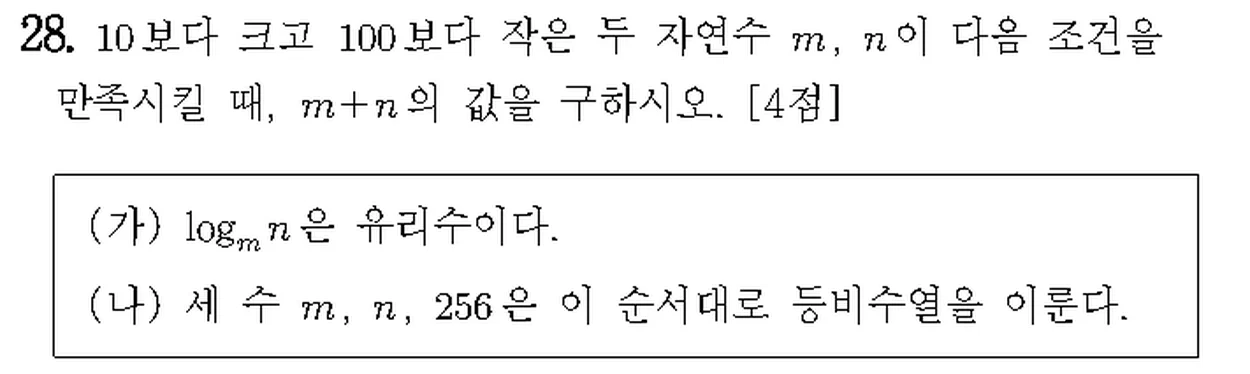 28. 10보다 크고 100보다 작은 두 자연수 m, n이 다음 조건을
만족시킬 때, m+n의 값을 구하시오. [4점]
(가) log_m n은 유리수이다.
(나) 세 수 m, n, 256은 이 순서대로 등비수열을 이룬다.